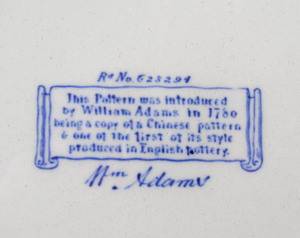 Rd No. 623294
This Pattern was introduced
by William Adams in 1780
being a copy of a Chinese pattern
& one of the first of its style
produced in English pottery.
Wm Adams